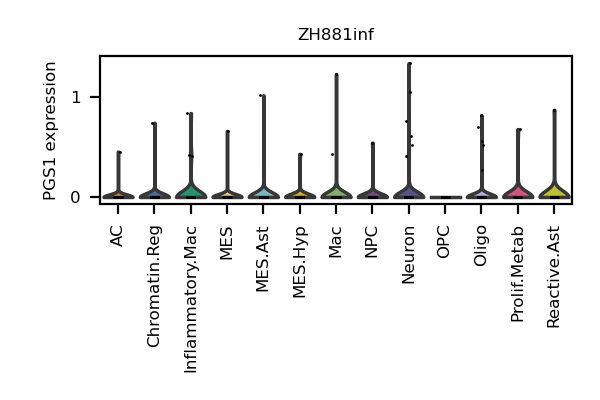 ZH881inf
PGS1 expression
1
0
AC
Chromatin.Reg
Inflammatory.Mac
MES
MES.Ast
MES.Hyp
Mac
NPC
Neuron
OPC
Oligo
Prolif.Metab
Reactive.Ast